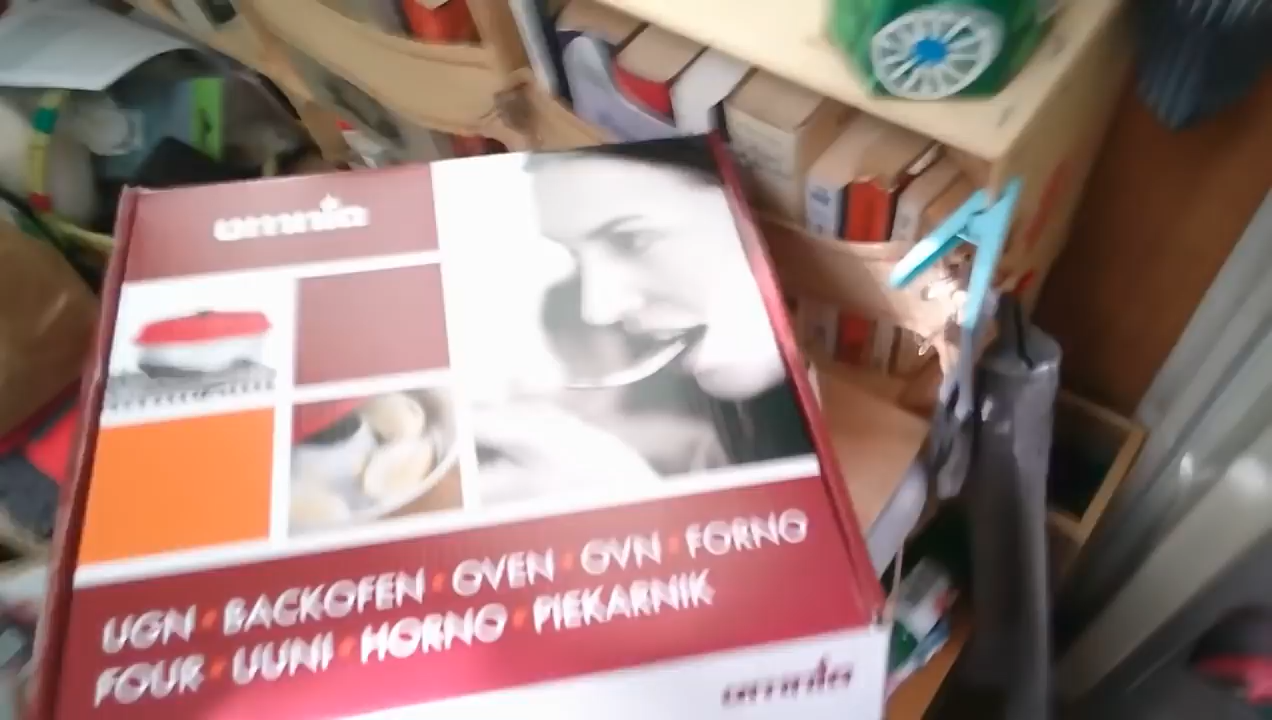 omnia
UGN • BACKOFEN • OVEN • OVN • FORNO
FOUR • UUNI • HORNO • PIEKARNIK
omnia